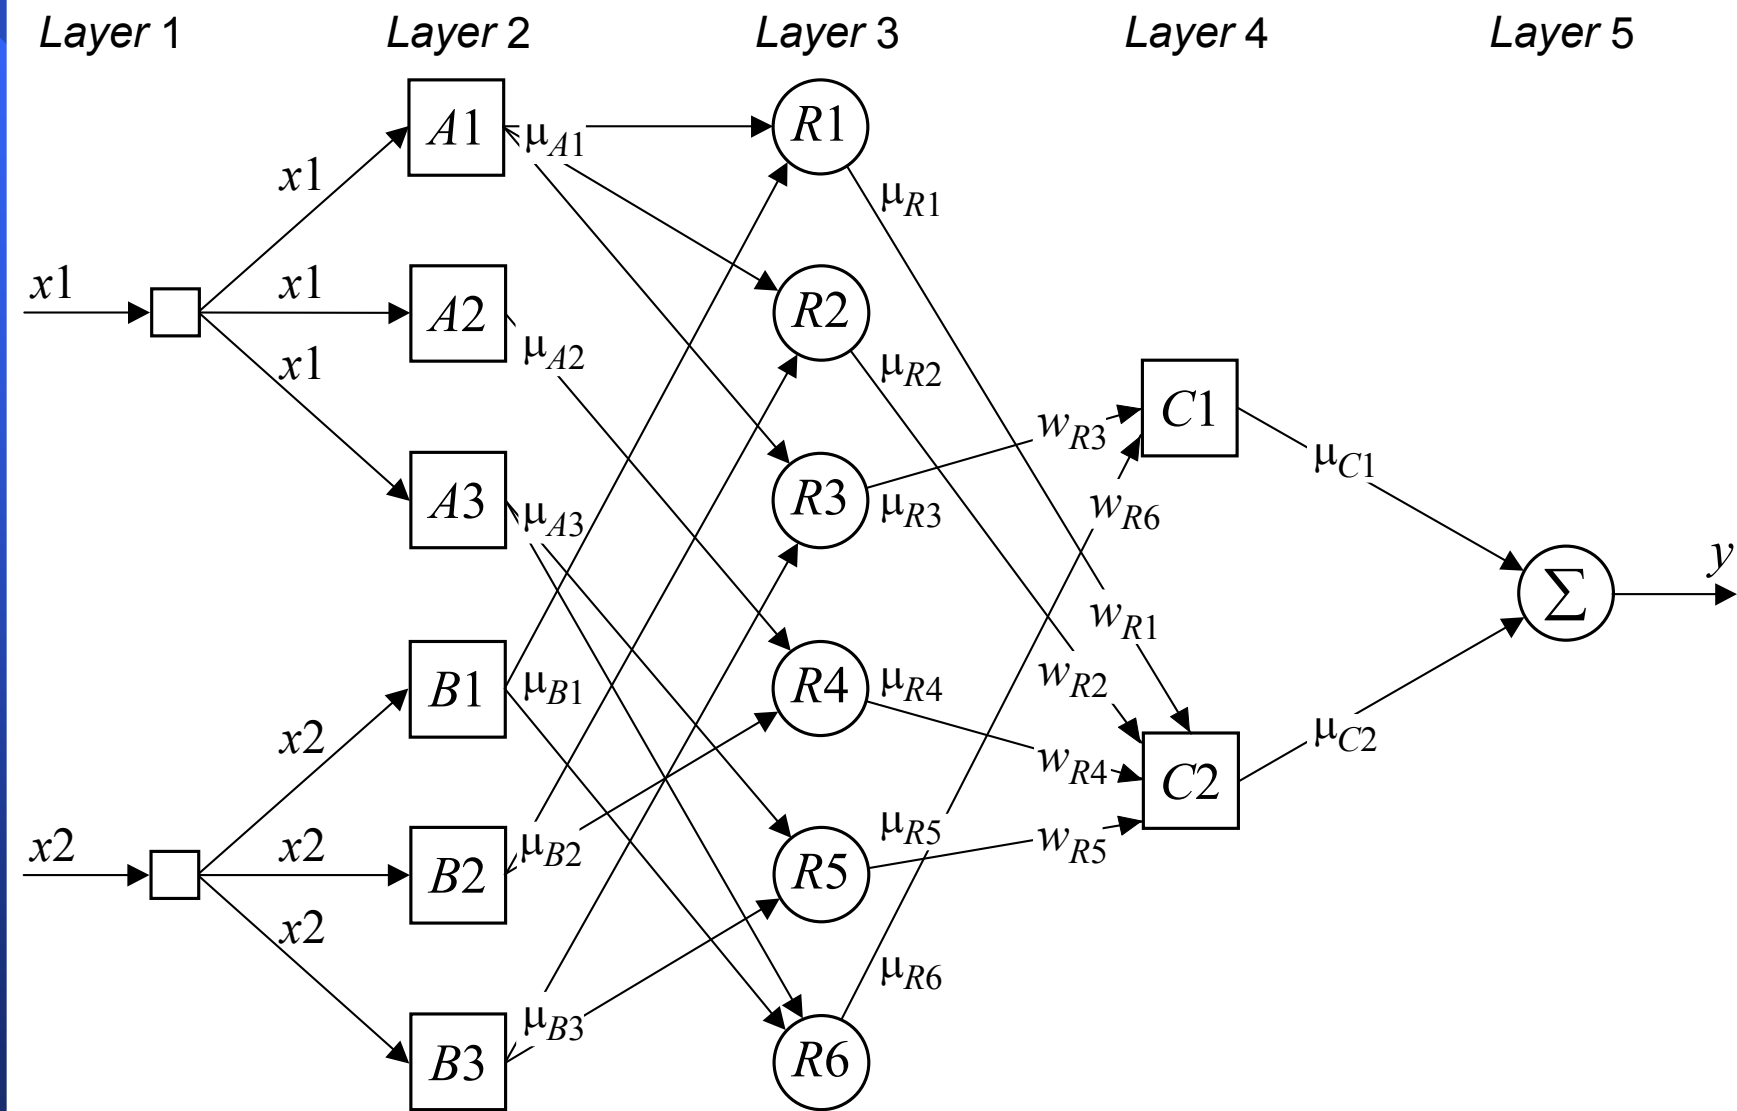 Layer 1 Layer 2 Layer 3 Layer 4 Layer 5
A1
μA1
R1
x1
μR1
x1
x1
A2
R2
μA2
x1
μR2
C1
wR3
μC1
A3
μA3
R3
μR3
wR6
y
Σ
wR1
B1
μB1
R4
μR4
wR2
x2
μC2
wR4
C2
x2
x2
B2
μB2
R5
μR5
wR5
x2
μR6
B3
μB3
R6